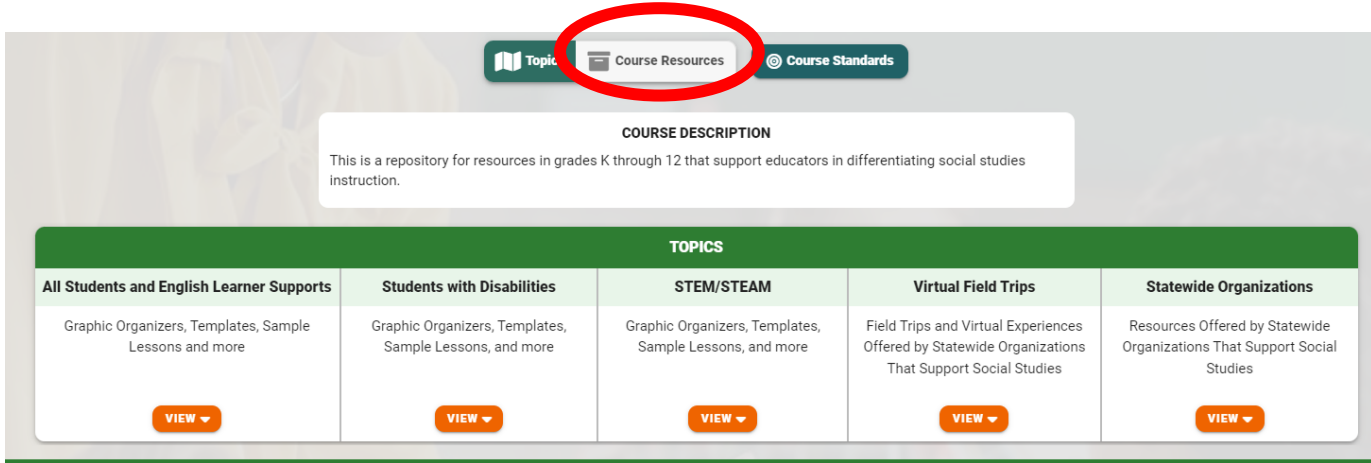 Topic
Course Resources
Course Standards
COURSE DESCRIPTION
This is a repository for resources in grades K through 12 that support educators in differentiating social studies
instruction.
TOPICS
All Students and English Learner Supports
Graphic Organizers, Templates, Sample
Lessons and more
VIEW
Students with Disabilities
Graphic Organizers, Templates,
Sample Lessons, and more
VIEW
STEM/STEAM
Graphic Organizers, Templates,
Sample Lessons, and more
VIEW
Virtual Field Trips
Field Trips and Virtual Experiences
Offered by Statewide Organizations
That Support Social Studies
VIEW
Statewide Organizations
Resources Offered by Statewide
Organizations That Support Social
Studies
VIEW